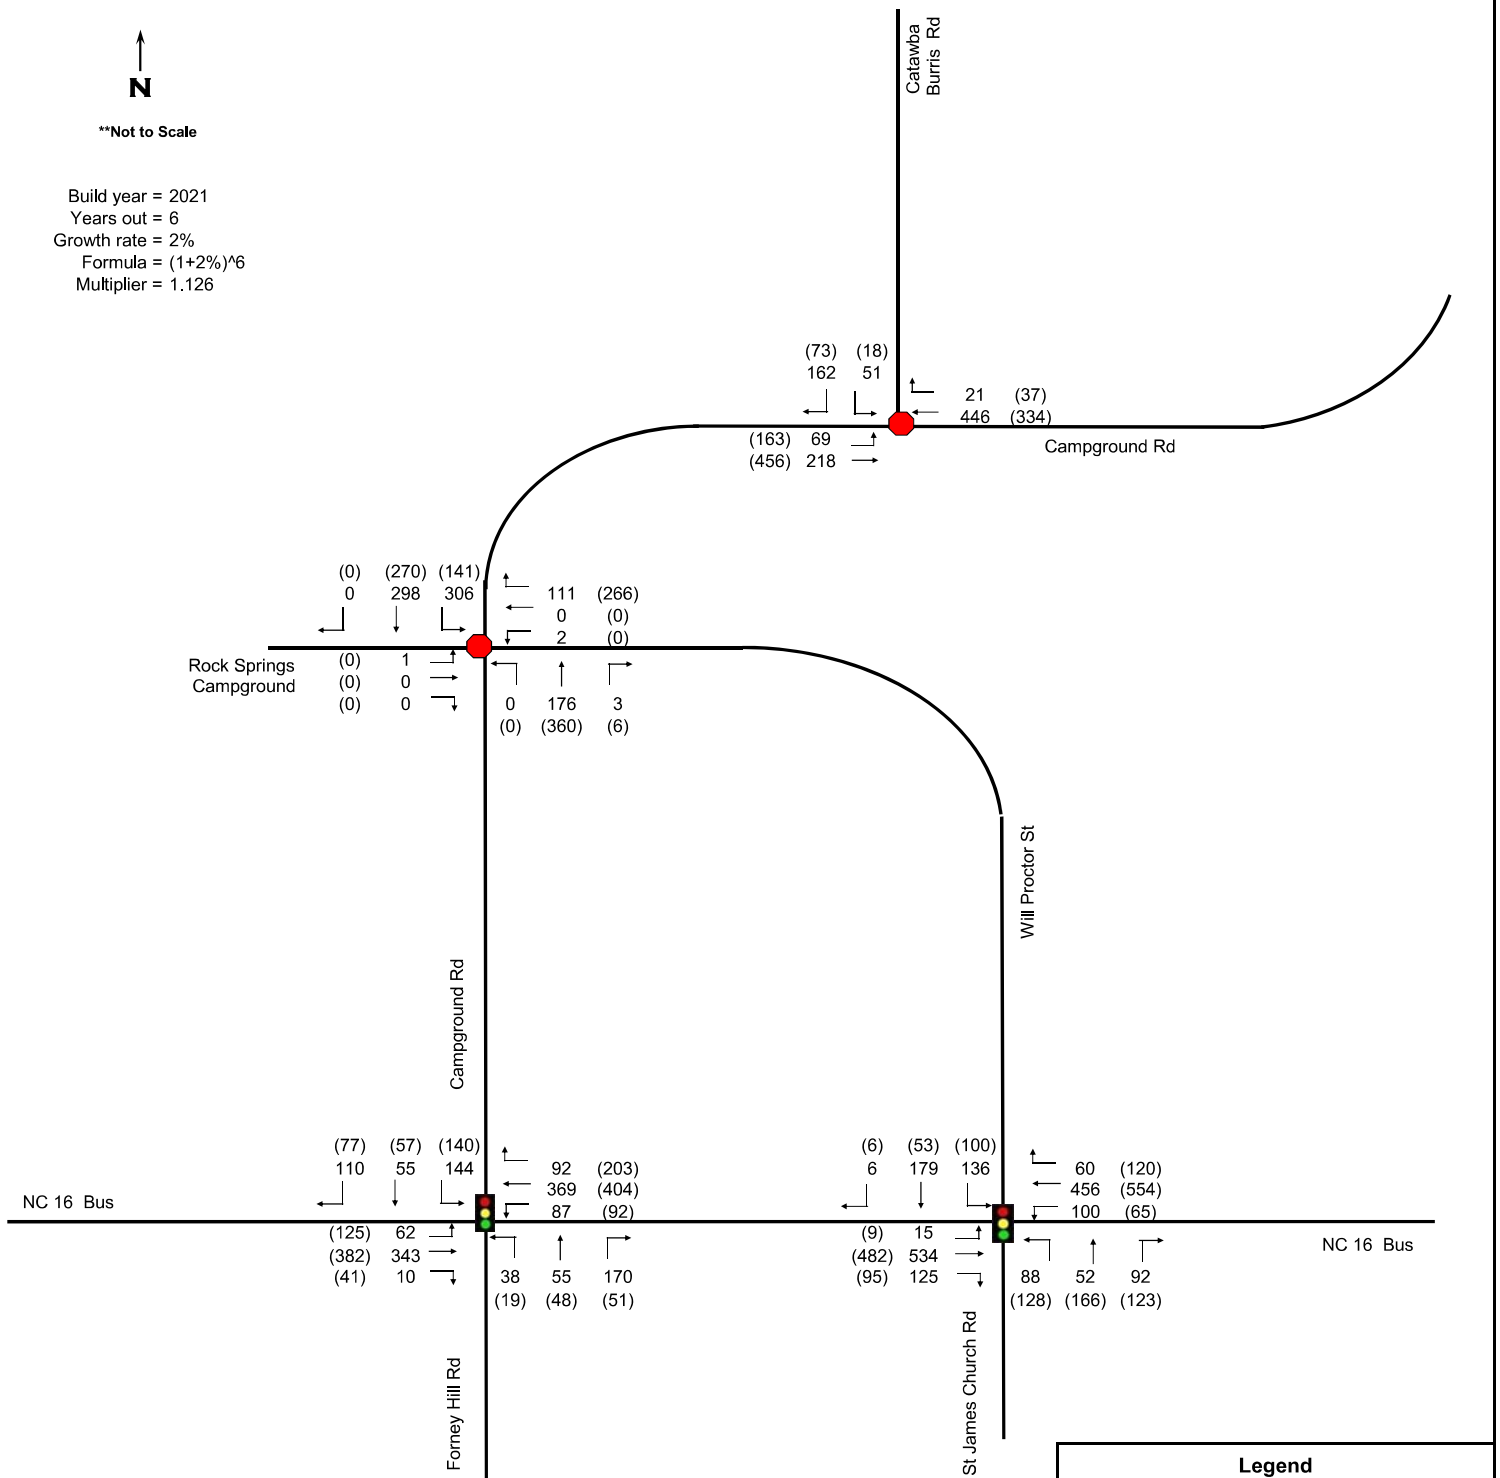 Catawba
Burris Rd
N
**Not to Scale
Build year = 2021
Years out = 6
Growth rate = 2%
Formula = (1+2%)^6
Multiplier = 1.126
(73) (18)
162 51
21 (37)
446 (334)
(163) 69
(456) 218
Campground Rd
(0) (270) (141)
0 298 306
111 (266)
0 (0)
2 (0)
Rock Springs
Campground
(0) 1
(0) 0
(0) 0
0 176 3
(0) (360) (6)
Will Proctor St
Campground Rd
(77) (57) (140)
110 55 144
92 (203)
369 (404)
87 (92)
(6) (53) (100)
6 179 136
60 (120)
456 (554)
100 (65)
NC 16 Bus
(125) 62
(382) 343
(41) 10
38 55 170
(19) (48) (51)
(9) 15
(482) 534
(95) 125
88 52 92
(128) (166) (123)
NC 16 Bus
Forney Hill Rd
St James Church Rd
Legend